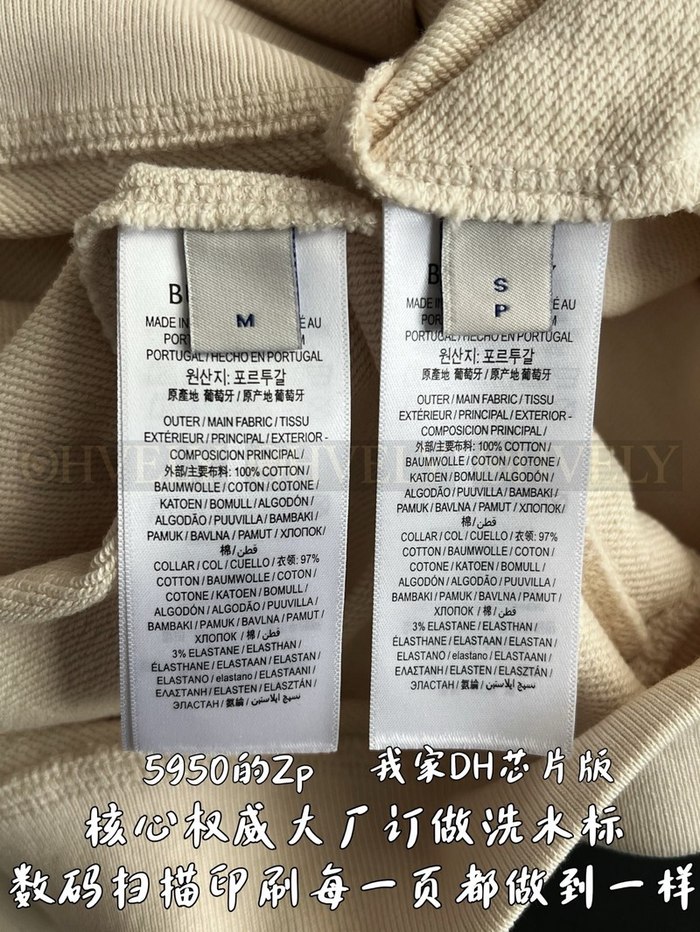 M
MADE IN
É AU
PORT
M
PORTUGAL/HECHO EN PORTUGAL
원산지: 포르투갈
原產地 葡萄牙/原产地 葡萄牙
OUTER/MAIN FABRIC/TISSU
EXTÉRIEUR/PRINCIPAL/EXTERIOR-
COMPOSICION PRINCIPAL/
外部/主要布料: 100% COTTON/
BAUMWOLLE/COTON/COTONE/
KATOEN/BOMULL/ALGODÓN/
ALGODÃO/PUUVILLA/BAMBAKI/
PAMUK/BAVLNA/PAMUT/ХЛОПОК/
棉/قطن/
COLLAR/COL/CUELLO/衣領: 97%
COTTON/BAUMWOLLE/COTON/
COTONE/KATOEN/BOMULL/
ALGODÓN/ALGODÃO/PUUVILLA/
BAMBAKI/PAMUK/BAVLNA/PAMUT/
ХЛОПОК/棉/قطن/
3% ELASTANE/ELASTHAN/
ÉLASTHANE/ELASTAAN/ELASTAN/
ELASTANO/elastano/ELASTAANI/
ΕΛΑΣΤΑΝΗ/ELASTEN/ELASZTÁN/
ЭЛАСТАН/氨綸/نسيج ايلاستين/
S
P
Y
MADE
AU
POR
PORTUGAL/HECHO EN PORTUGAL
원산지: 포르투갈
原產地 葡萄牙/原产地 葡萄牙
OUTER/MAIN FABRIC/TISSU
EXTÉRIEUR/PRINCIPAL/EXTERIOR-
COMPOSICION PRINCIPAL/
外部/主要布料: 100% COTTON/
BAUMWOLLE/COTON/COTONE/
KATOEN/BOMULL/ALGODÓN/
ALGODÃO/PUUVILLA/BAMBAKI/
PAMUK/BAVLNA/PAMUT/ХЛОПОК/
棉/قطن/
COLLAR/COL/CUELLO/衣領: 97%
COTTON/BAUMWOLLE/COTON/
COTONE/KATOEN/BOMULL/
ALGODÓN/ALGODÃO/PUUVILLA/
BAMBAKI/PAMUK/BAVLNA/PAMUT/
ХЛОПОК/棉/قطن/
3% ELASTANE/ELASTHAN/
ÉLASTHANE/ELASTAAN/ELASTAN/
ELASTANO/elastano/ELASTAANI/
ΕΛΑΣΤΑΝΗ/ELASTEN/ELASZTÁN/
ЭЛАСТАН/氨綸/نسيج ايلاستين/
5950的Zp 我家DH芯片版
核心权威大厂订做洗水标
数码扫描印刷每一页都做到一样